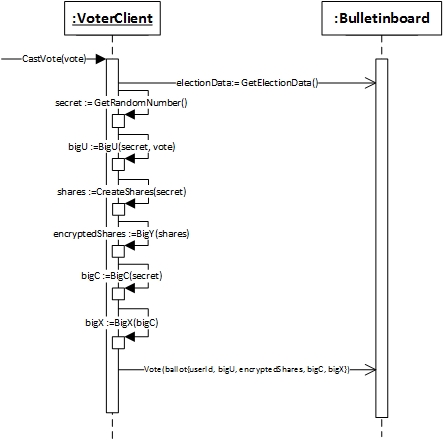 :VoterClient
:Bulletinboard
CastVote(vote)
electionData:= GetElectionData()
secret := GetRandomNumber()
bigU :=BigU(secret, vote)
shares :=CreateShares(secret)
encryptedShares :=BigY(shares)
bigC :=BigC(secret)
bigX :=BigX(bigC)
Vote(ballot{userId, bigU, encryptedShares, bigC, bigX})